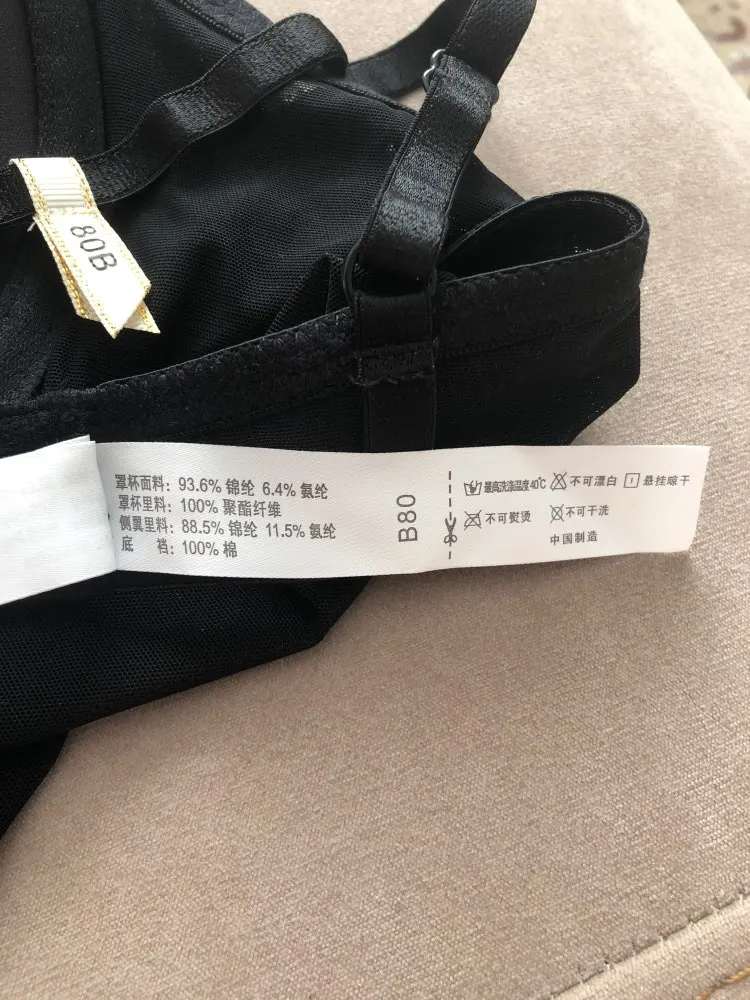 80B
罩杯面料: 93.6% 锦纶 6.4% 氨纶
罩杯里料: 100% 聚酯纤维
侧翼里料: 88.5% 锦纶 11.5% 氨纶
底 裆: 100% 棉
B80
最高洗涤温度40℃ 不可漂白 悬挂晾干
不可熨烫 不可干洗
中国制造